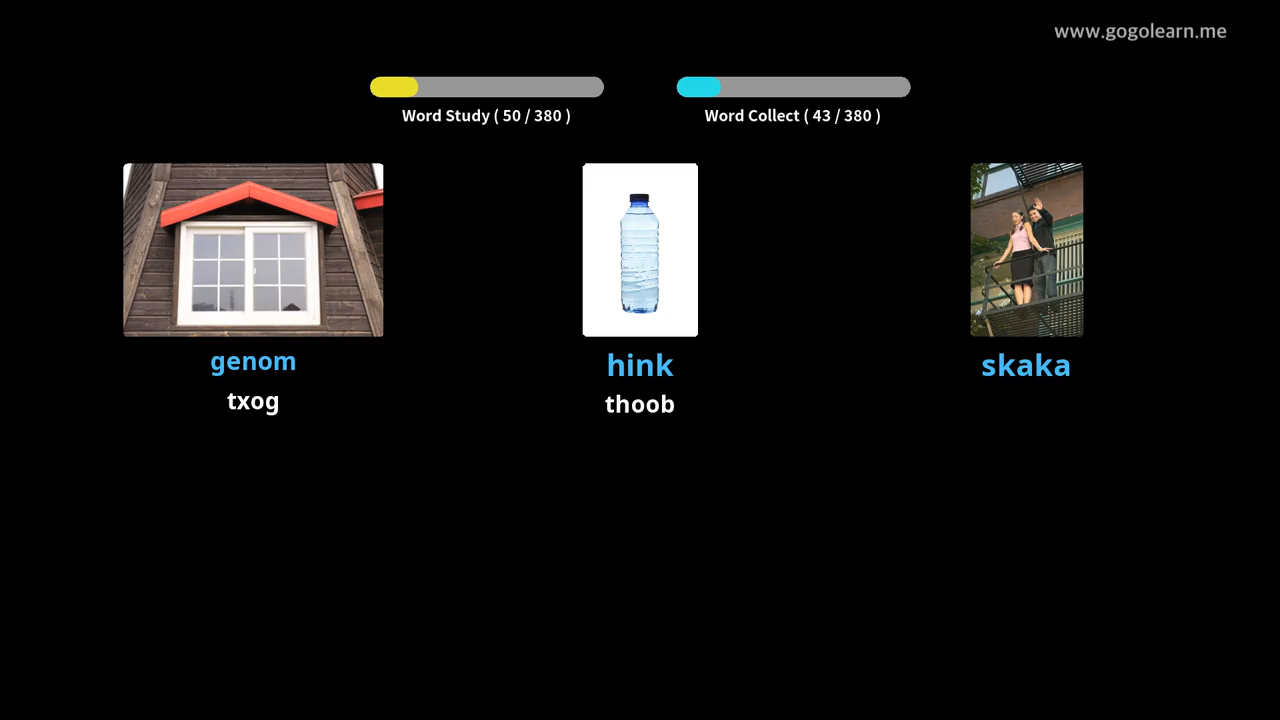 www.gogolearn.me
Word Study ( 50 / 380 )
Word Collect ( 43 / 380 )
genom
txog
hink
thoob
skaka